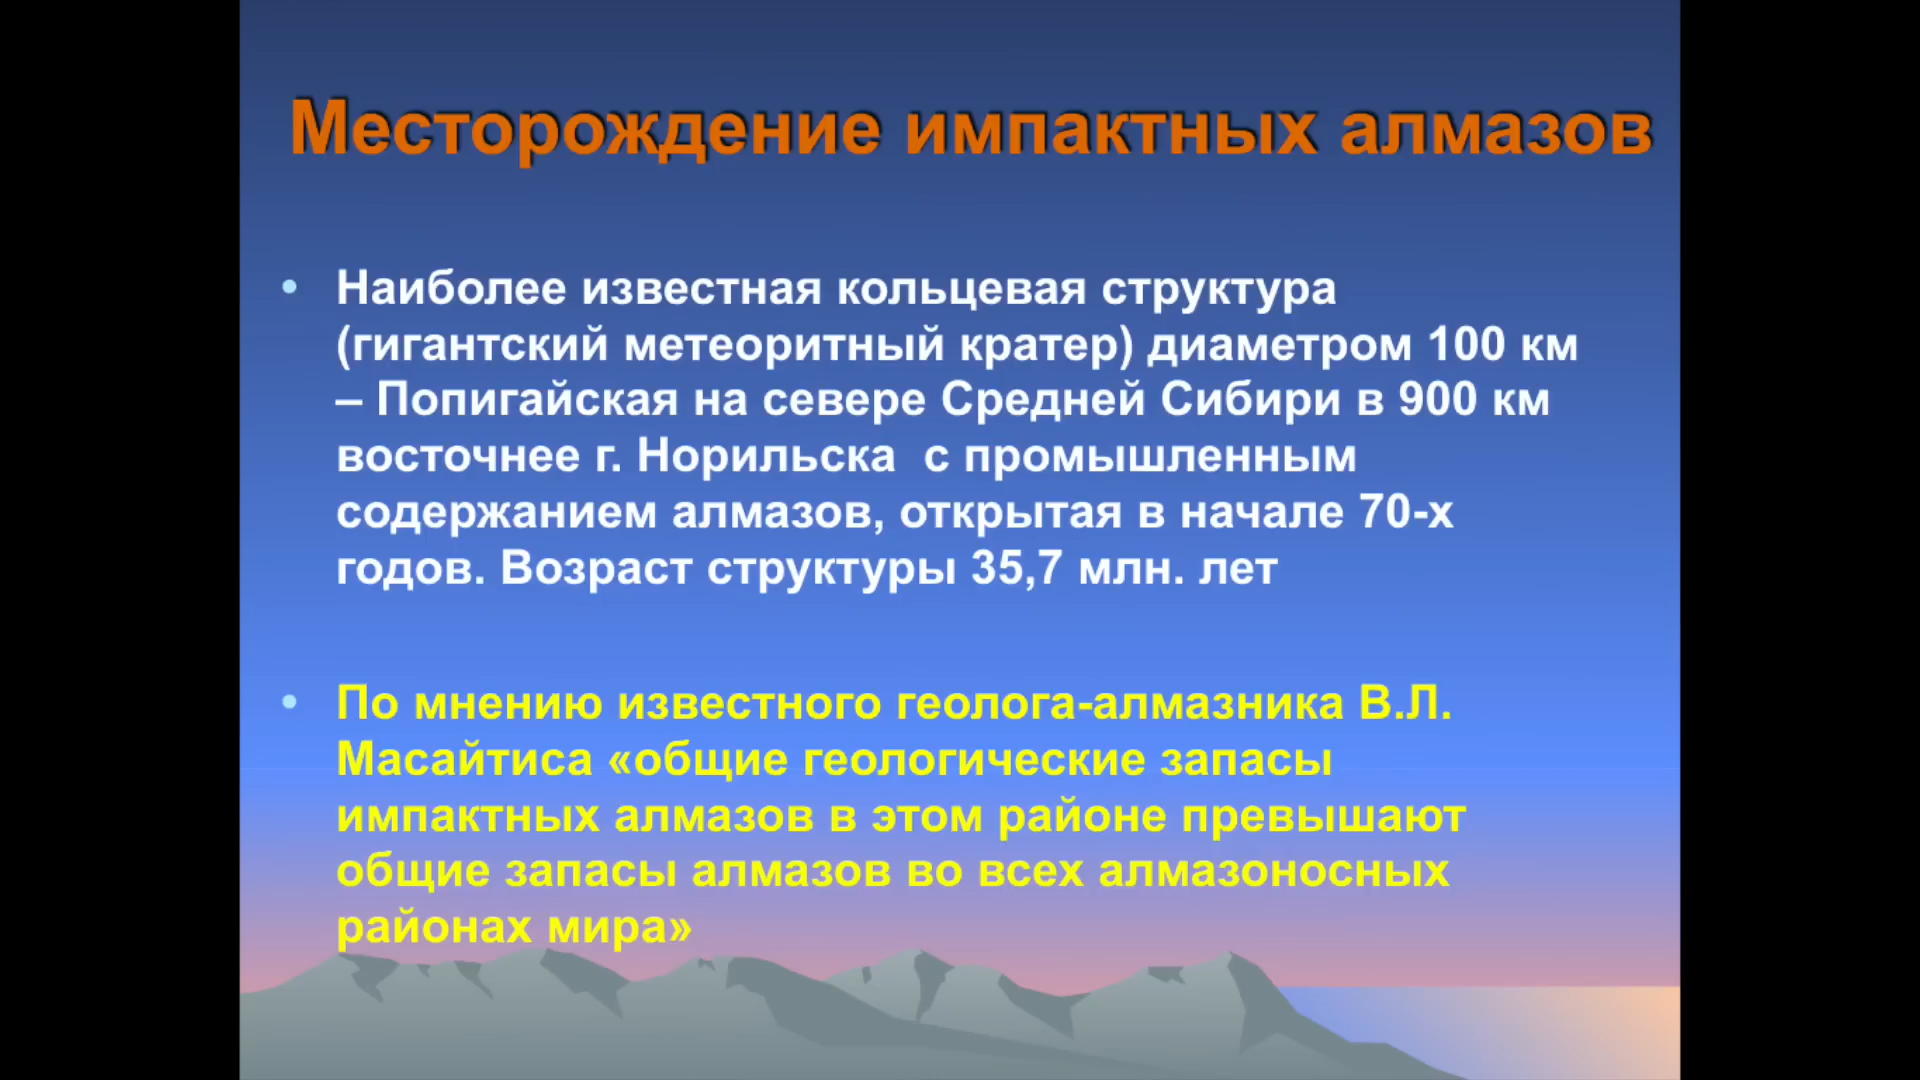 Месторождение импактных алмазов
• Наиболее известная кольцевая структура
(гигантский метеоритный кратер) диаметром 100 км
– Попигайская на севере Средней Сибири в 900 км
восточнее г. Норильска  с промышленным
содержанием алмазов, открытая в начале 70-х
годов. Возраст структуры 35,7 млн. лет
• По мнению известного геолога-алмазника В.Л.
Масайтиса «общие геологические запасы
импактных алмазов в этом районе превышают
общие запасы алмазов во всех алмазоносных
районах мира»